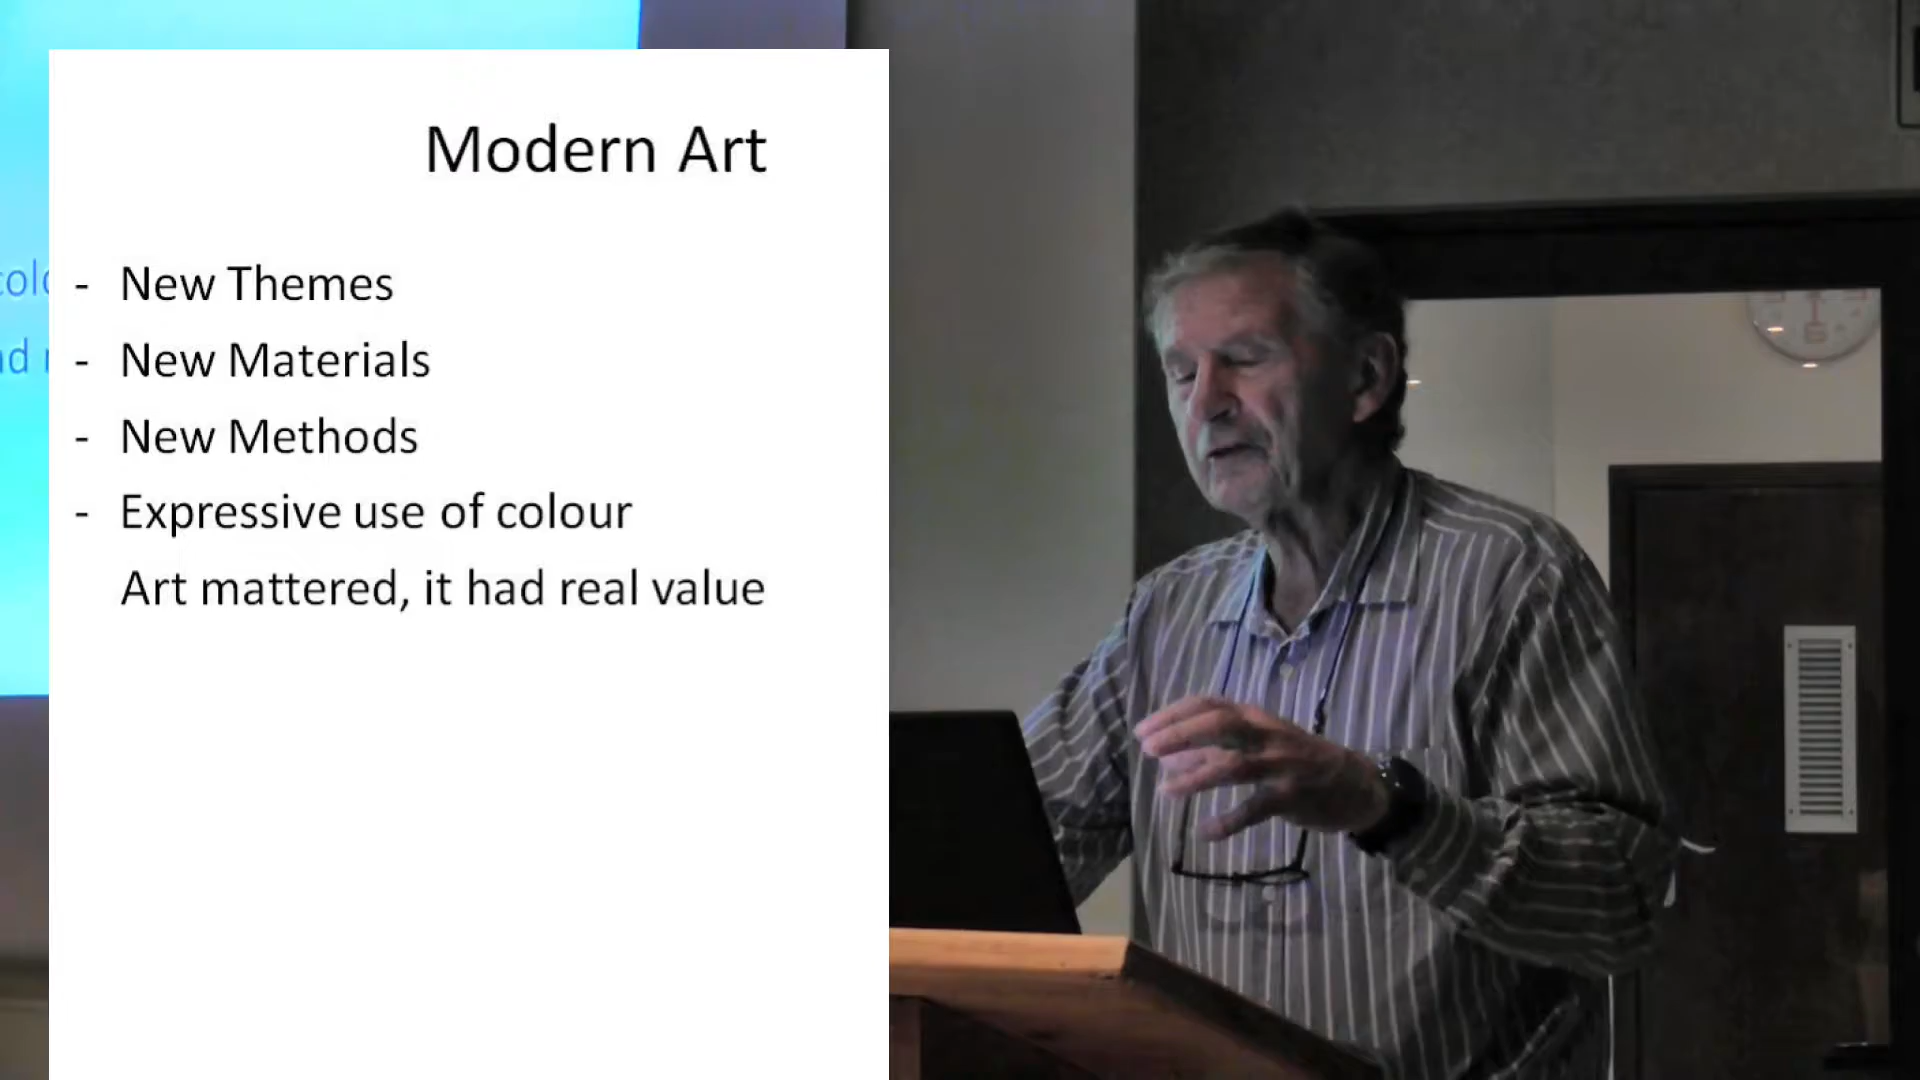 Modern Art
- New Themes
- New Materials
- New Methods
- Expressive use of colour
Art mattered, it had real value